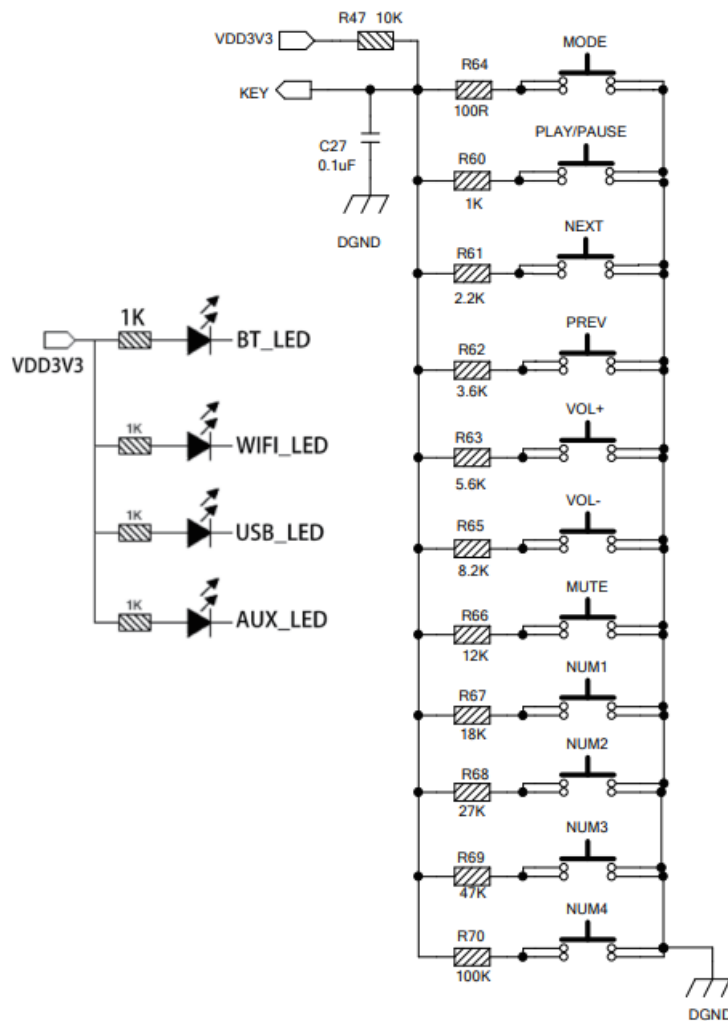 R47 10K
VDD3V3
KEY
C27
0.1uF
DGND
R64
100R
MODE
R60
1K
PLAY/PAUSE
R61
2.2K
NEXT
R62
3.6K
PREV
R63
5.6K
VOL+
R65
8.2K
VOL-
R66
12K
MUTE
R67
18K
NUM1
R68
27K
NUM2
R69
47K
NUM3
R70
100K
NUM4
DGND
VDD3V3
1K
BT_LED
1K
WIFI_LED
1K
USB_LED
1K
AUX_LED